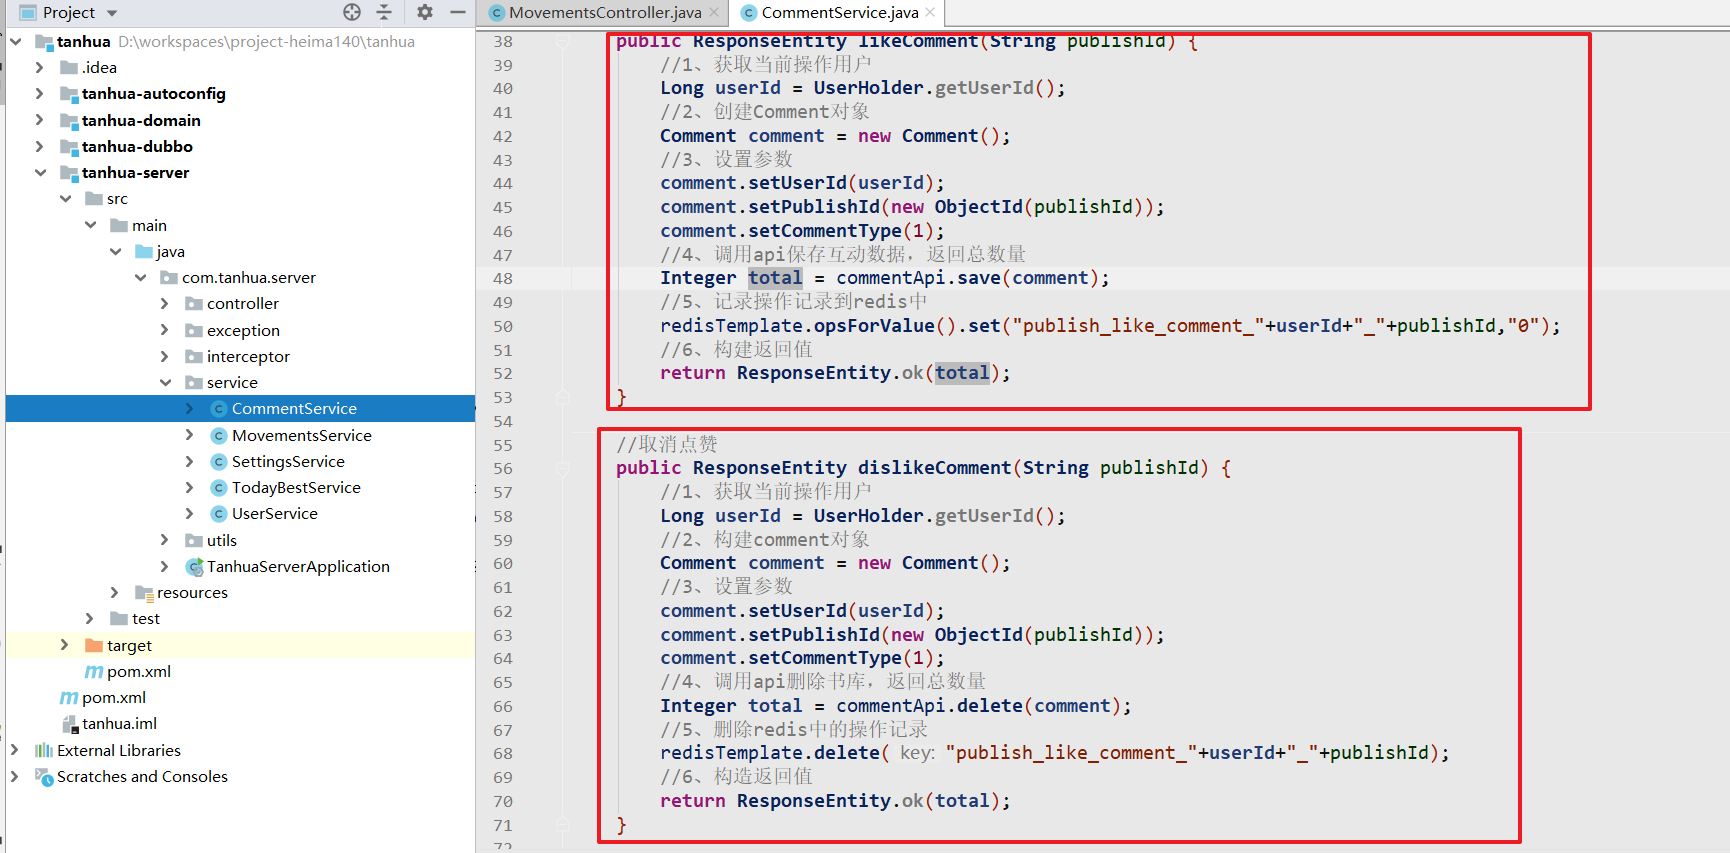 Project
tanhua D:\workspaces\project-heima140\tanhua
.idea
tanhua-autoconfig
tanhua-domain
tanhua-dubbo
tanhua-server
src
main
java
com.tanhua.server
controller
exception
interceptor
service
CommentService
MovementsService
SettingsService
TodayBestService
UserService
utils
TanhuaServerApplication
resources
test
target
pom.xml
pom.xml
tanhua.iml
External Libraries
Scratches and Consoles
MovementsController.java
CommentService.java
38 public ResponseEntity likeComment(String publishId) {
39 //1、获取当前操作用户
40 Long userId = UserHolder.getUserId();
41 //2、创建Comment对象
42 Comment comment = new Comment();
43 //3、设置参数
44 comment.setUserId(userId);
45 comment.setPublishId(new ObjectId(publishId));
46 comment.setCommentType(1);
47 //4、调用api保存互动数据，返回总数量
48 Integer total = commentApi.save(comment);
49 //5、记录操作记录到redis中
50 redisTemplate.opsForValue().set("publish_like_comment_"+userId+"_"+publishId,"0");
51 //6、构建返回值
52 return ResponseEntity.ok(total);
53 }
54
55 //取消点赞
56 public ResponseEntity dislikeComment(String publishId) {
57 //1、获取当前操作用户
58 Long userId = UserHolder.getUserId();
59 //2、构建comment对象
60 Comment comment = new Comment();
61 //3、设置参数
62 comment.setUserId(userId);
63 comment.setPublishId(new ObjectId(publishId));
64 comment.setCommentType(1);
65 //4、调用api删除书库，返回总数量
66 Integer total = commentApi.delete(comment);
67 //5、删除redis中的操作记录
68 redisTemplate.delete( key: "publish_like_comment_"+userId+"_"+publishId);
69 //6、构造返回值
70 return ResponseEntity.ok(total);
71 }
72